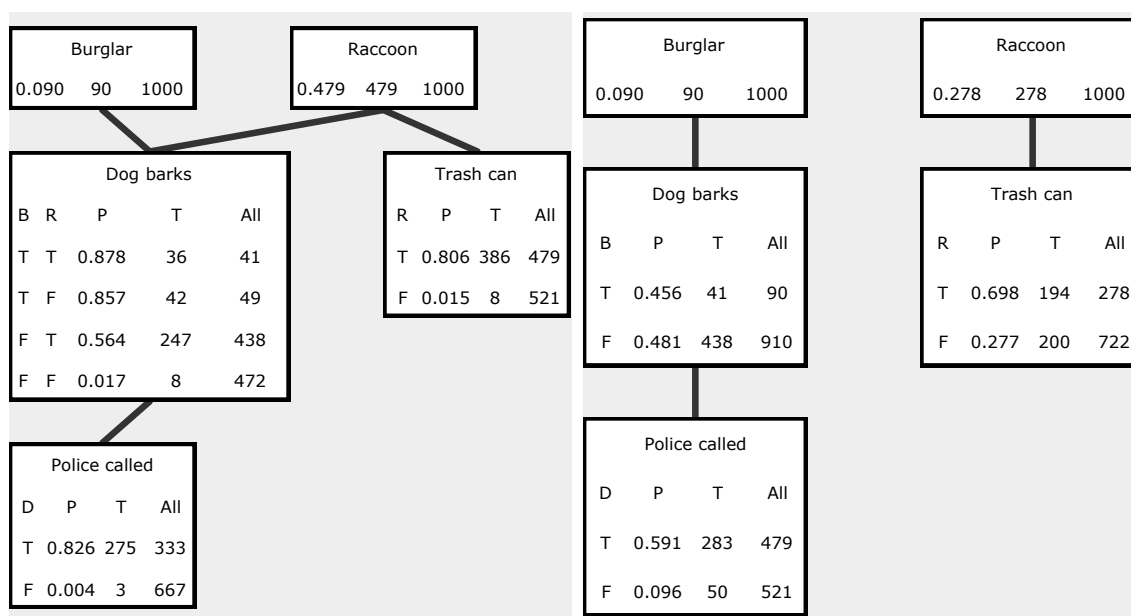 Burglar
0.090 90 1000
Raccoon
0.479 479 1000
Dog barks
B R P T All
T T 0.878 36 41
T F 0.857 42 49
F T 0.564 247 438
F F 0.017 8 472
Trash can
R P T All
T 0.806 386 479
F 0.015 8 521
Police called
D P T All
T 0.826 275 333
F 0.004 3 667
Burglar
0.090 90 1000
Raccoon
0.278 278 1000
Dog barks
B P T All
T 0.456 41 90
F 0.481 438 910
Trash can
R P T All
T 0.698 194 278
F 0.277 200 722
Police called
D P T All
T 0.591 283 479
F 0.096 50 521